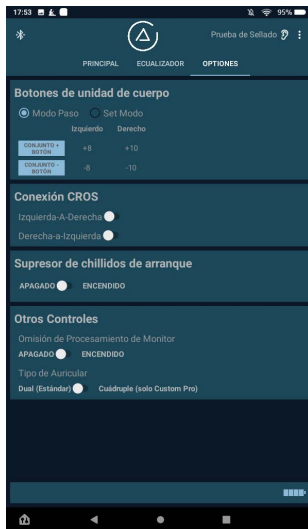 17:53 95%
Prueba de Sellado
PRINCIPAL ECUALIZADOR OPTIONES
Botones de unidad de cuerpo
Modo Paso Set Modo
Izquierdo Derecho
CONJUNTO +
BOTÓN
+8 +10
CONJUNTO -
BOTÓN
-8 -10
Conexión CROS
Izquierda-A-Derecha
Derecha-a-Izquierda
Supresor de chillidos de arranque
APAGADO ENCENDIDO
Otros Controles
Omisión de Procesamiento de Monitor
APAGADO ENCENDIDO
Tipo de Auricular
Dual (Estándar) Cuádruple (solo Custom Pro)